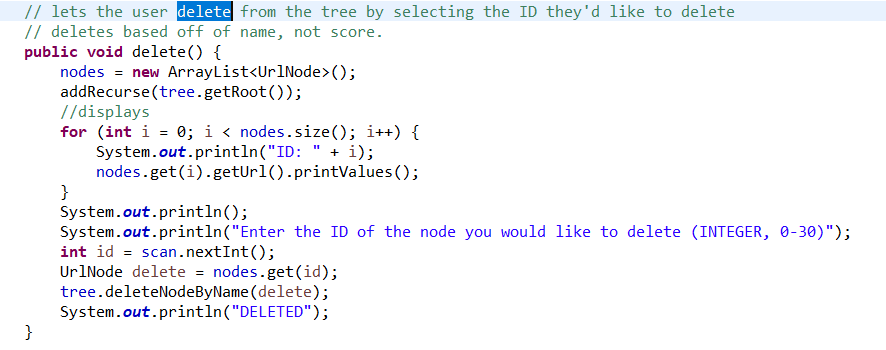 // lets the user delete from the tree by selecting the ID they'd like to delete
// deletes based off of name, not score.
public void delete() {
    nodes = new ArrayList<UrlNode>();
    addRecurse(tree.getRoot());
    //displays
    for (int i = 0; i < nodes.size(); i++) {
        System.out.println("ID: " + i);
        nodes.get(i).getUrl().printValues();
    }
    System.out.println();
    System.out.println("Enter the ID of the node you would like to delete (INTEGER, 0-30)");
    int id = scan.nextInt();
    UrlNode delete = nodes.get(id);
    tree.deleteNodeByName(delete);
    System.out.println("DELETED");
}